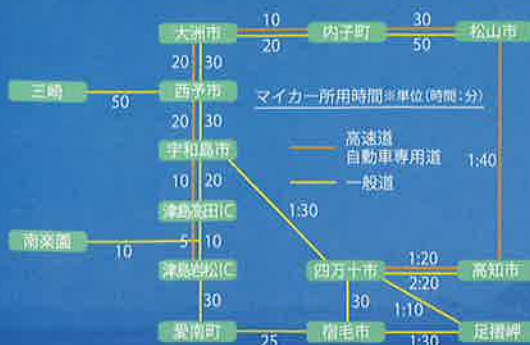 10
30
大洲市
内子町
松山市
20
50
20
30
三崎
西予市
マイカー所用時間※単位(時間:分)
50
20
30
高速道
自動車専用道
1:40
宇和島市
一般道
10
20
1:30
津島高田IC
南楽園
5
10
10
1:20
津島岩松IC
四万十市
高知市
2:20
30
30
1:10
愛南町
宿毛市
足摺岬
25
1:30